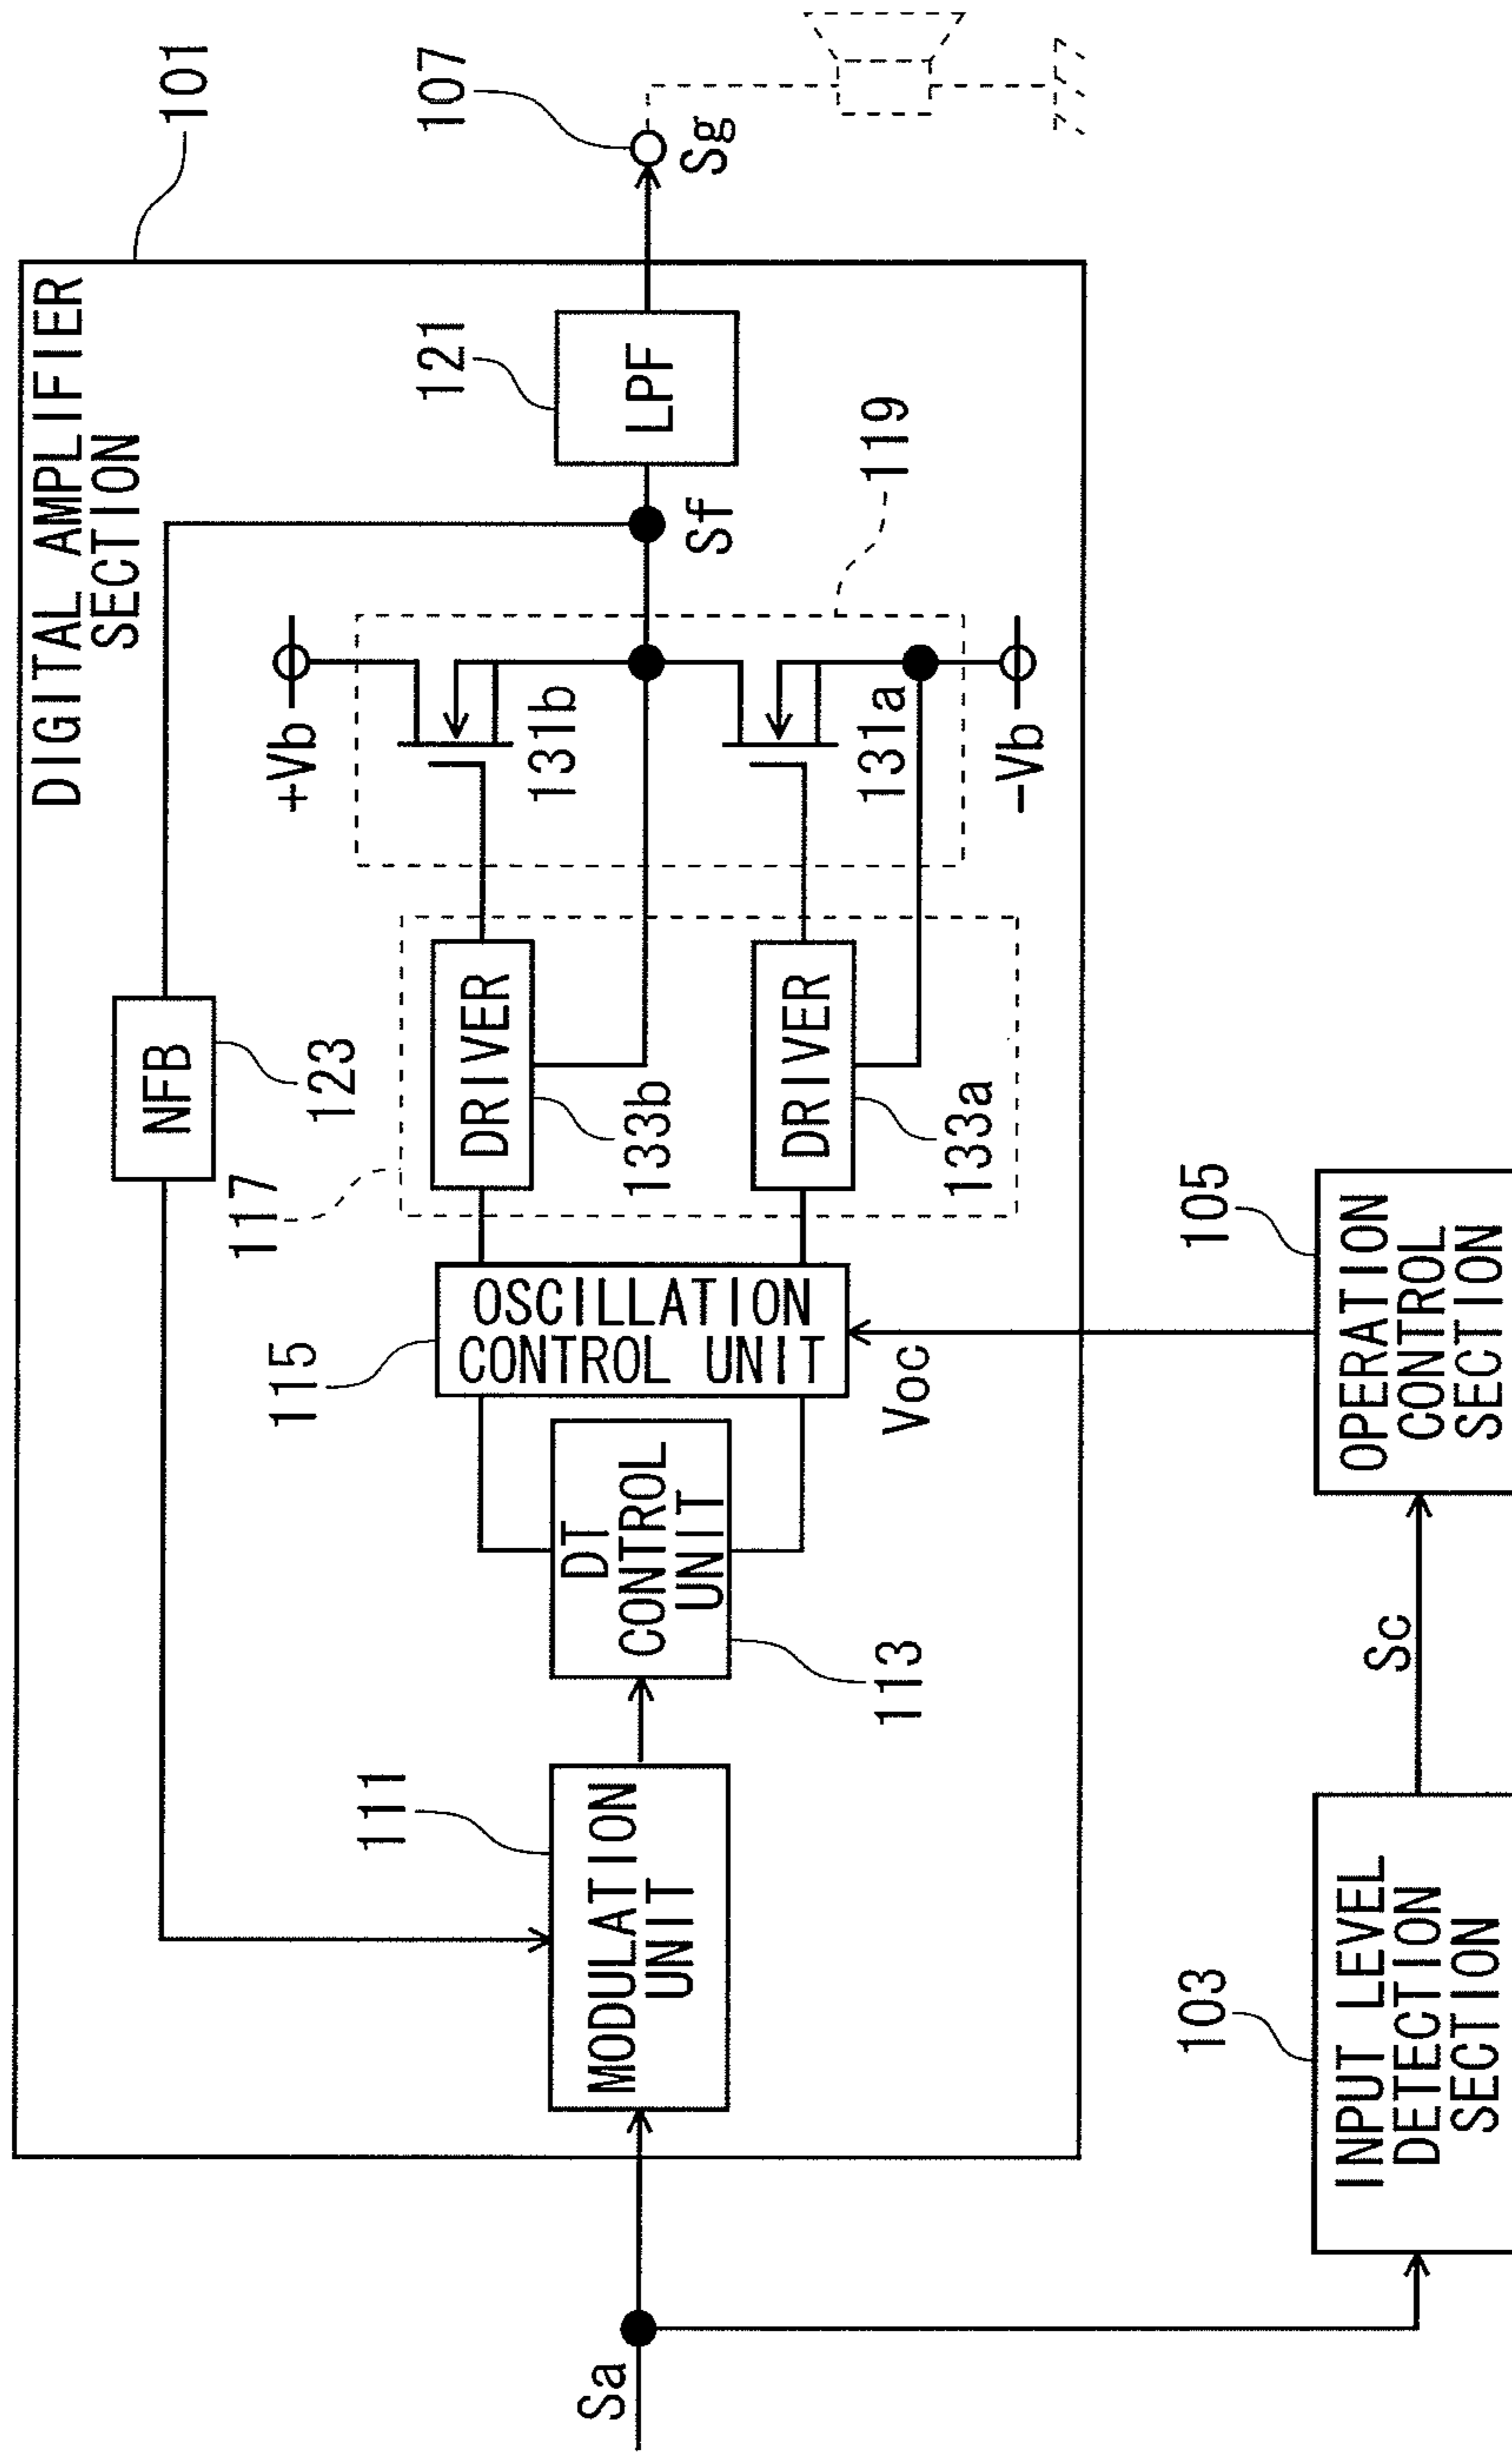 DIGITAL AMPLIFIER
SECTION
101
NFB
123
117
+Vb
115
111
121
107
DRIVER
133b
131b
OSCILLATION
CONTROL UNIT
MODULATION
UNIT
DT
CONTROL
UNIT
113
Sa
Sf
LPF
Sg
DRIVER
133a
131a
119
Voc
-Vb
103
105
INPUT LEVEL
DETECTION
SECTION
Sc
OPERATION
CONTROL
SECTION